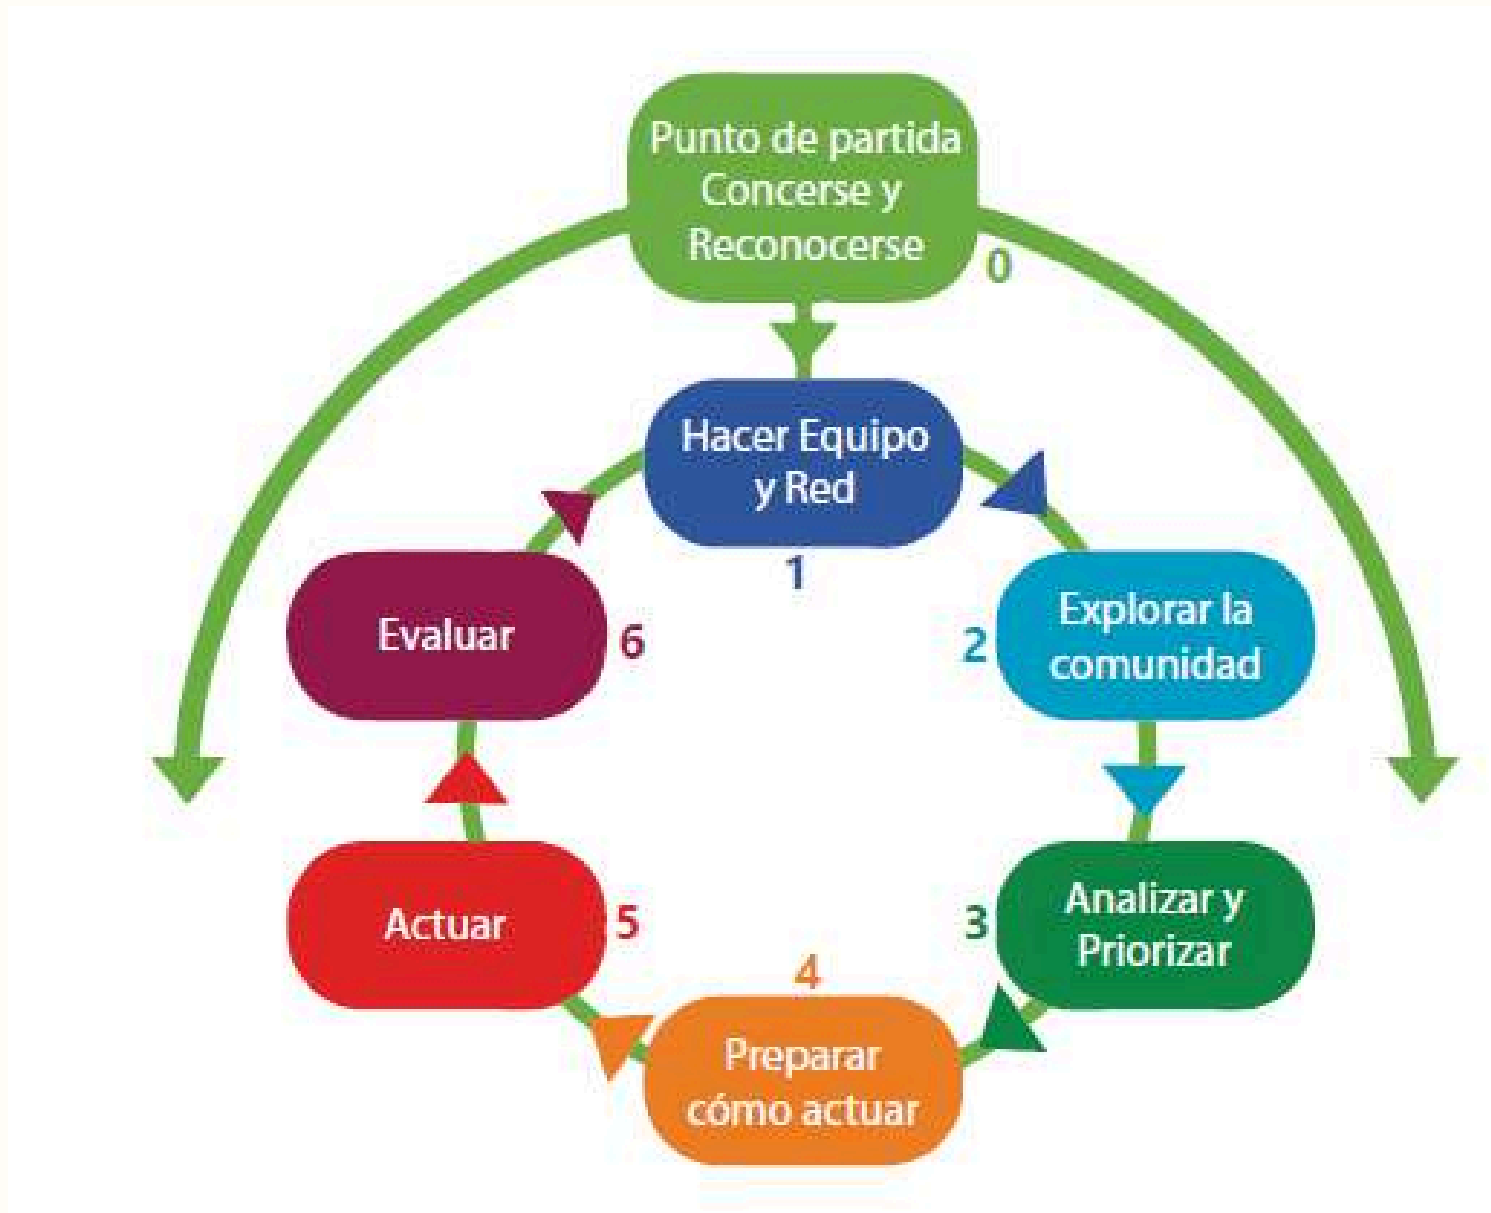 Punto de partida
Concerse y
Reconocerse
0
Hacer Equipo
y Red
1
Explorar la
comunidad
2
Analizar y
Priorizar
3
Preparar
cómo actuar
4
Actuar
5
Evaluar
6